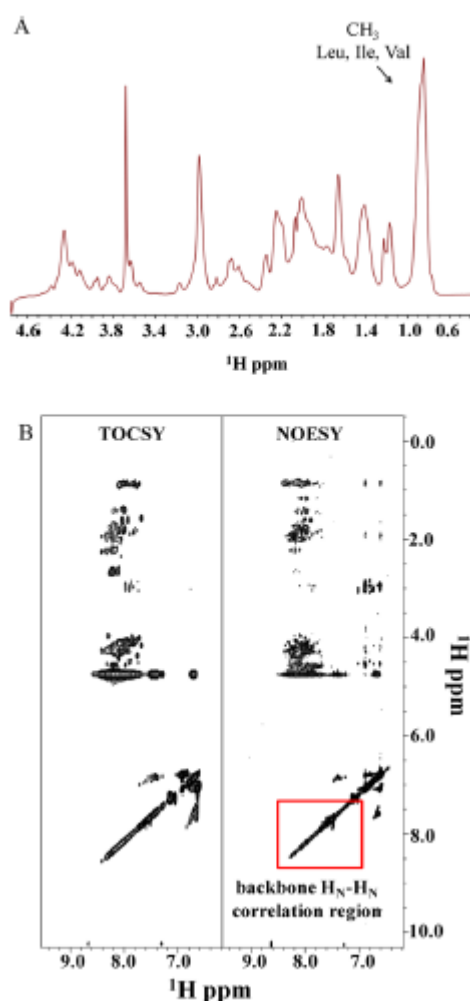 A
CH₃
Leu, Ile, Val
4.6 4.2 3.8 3.4 3.0 2.6 2.2 1.8 1.4 1.0 0.6
¹H ppm
B
TOCSY NOESY
0.0
2.0
4.0
¹H ppm
6.0
8.0
backbone Hɴ-Hɴ
correlation region
10.0
9.0 8.0 7.0 9.0 8.0 7.0
¹H ppm